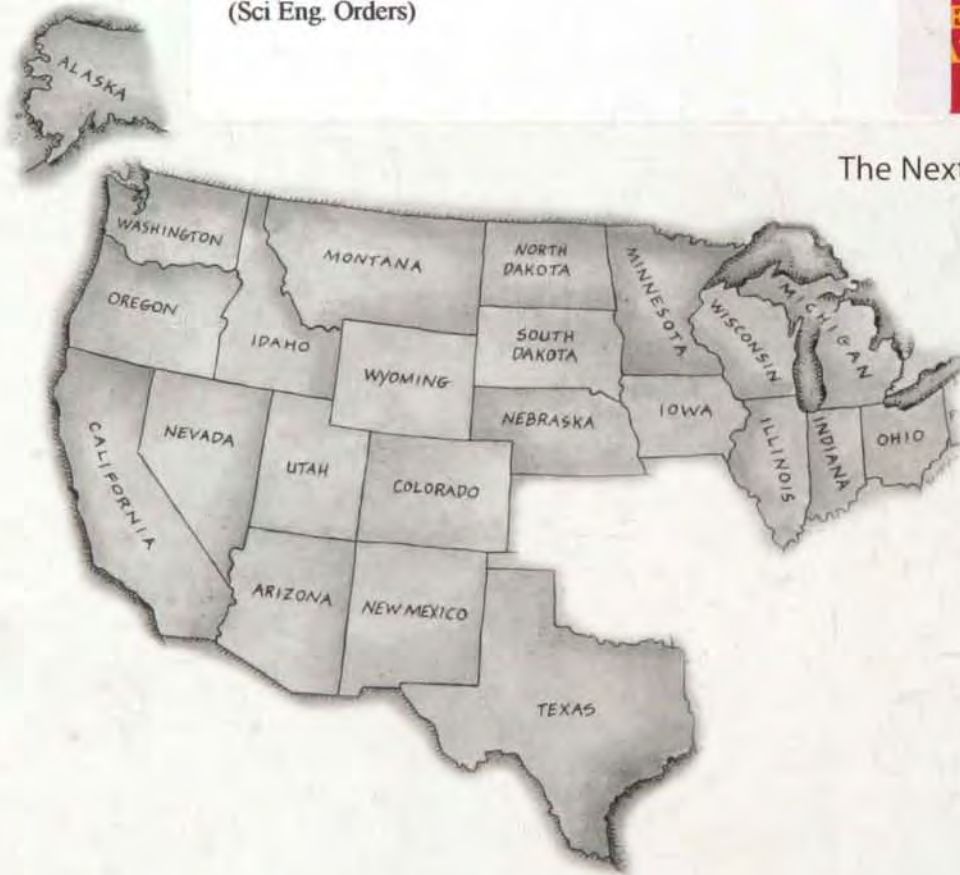 (Sci Eng. Orders)
The Next
ALASKA
WASHINGTON
MONTANA
NORTH
DAKOTA
MINNESOTA
OREGON
IDAHO
SOUTH
DAKOTA
WISCONSIN
MICHIGAN
WYOMING
NEBRASKA
IOWA
ILLINOIS
INDIANA
OHIO
CALIFORNIA
NEVADA
UTAH
COLORADO
ARIZONA
NEW MEXICO
TEXAS